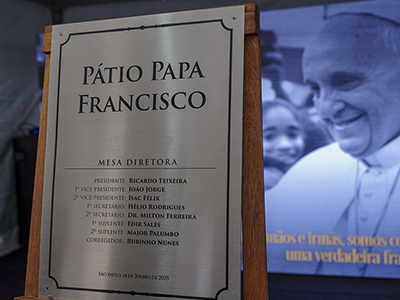 PÁTIO PAPA
FRANCISCO
MESA DIRETORA
PRESIDENTE: RICARDO TEIXEIRA
1º VICE-PRESIDENTE: JOÃO JORGE
2º VICE-PRESIDENTE: ISAC FÉLIX
1º SECRETÁRIO: HÉLIO RODRIGUES
2º SECRETÁRIO: DR. MILTON FERREIRA
1º SUPLENTE: EDIR SALES
2º SUPLENTE: MAJOR PALUMBO
CORREGEDOR: RUBINHO NUNES
SÃO PAULO, 14 DE JUNHO DE 2025
mãos e irmãs, somos c
uma verdadeira fra